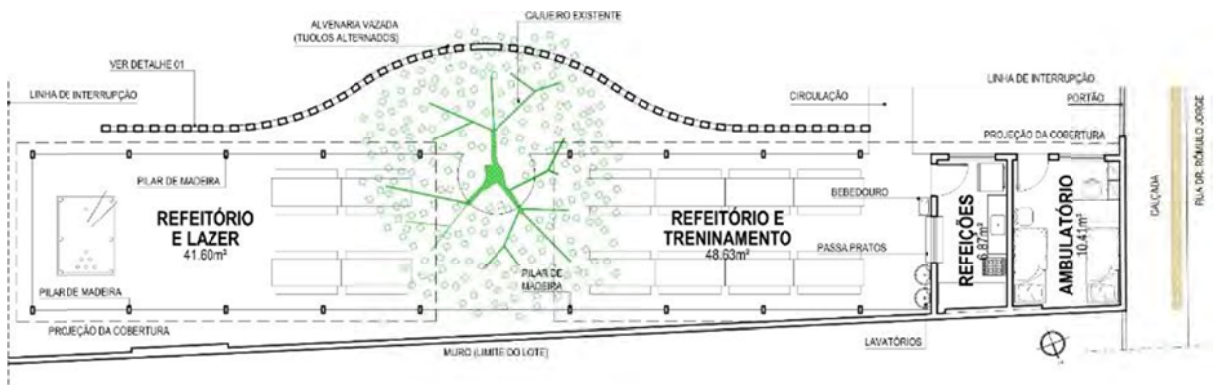 CAJUEIRO EXISTENTE
ALVENARIA VAZADA
(TIJOLOS ALTERNADOS)
VER DETALHE 01
LINHA DE INTERRUPÇÃO
LINHA DE INTERRUPÇÃO
CIRCULAÇÃO
PORTÃO
PROJEÇÃO DA COBERTURA
PILAR DE MADEIRA
BEBEDOURO
REFEITÓRIO
E LAZER
41.60m²
REFEITÓRIO E
TRENINAMENTO
48.63m²
PASSA PRATOS
REFEIÇÕES
6.87m²
AMBULATÓRIO
10.41m²
CALÇADA
RUA DR. RÔMULO JORGE
PILAR DE MADEIRA
PILAR DE
MADEIRA
PROJEÇÃO DA COBERTURA
MURO (LIMITE DO LOTE)
LAVATÓRIOS